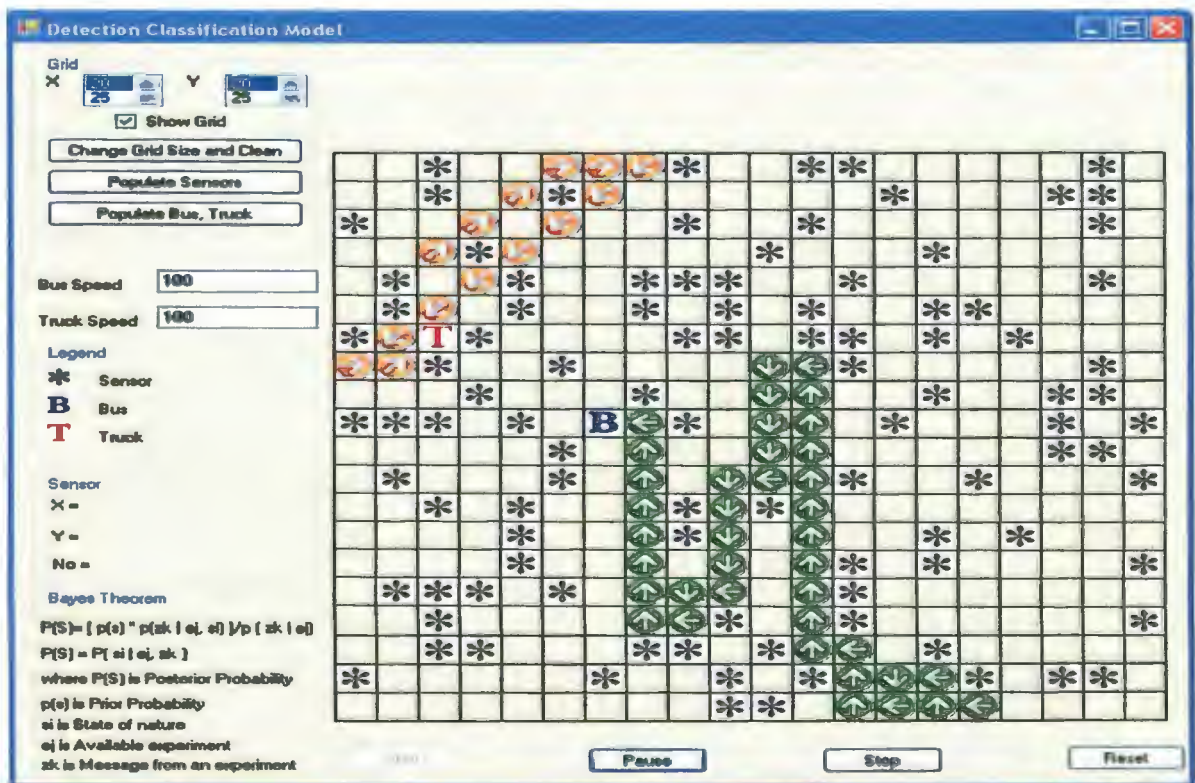 Detection Classification Model
Grid
X 25 Y 25
Show Grid
Change Grid Size and Clean
Populate Sensors
Populate Bus, Truck
Bus Speed 100
Truck Speed 100
Legend
* Sensor
B Bus
T Truck
Sensor
X =
Y =
No =
Bayes Theorem
P(S)= [ p(s) * p(zk | ej, si) ]/p [ zk | ej)
P(S) = P( si | ej, zk )
where P(S) is Posterior Probability
p(s) is Prior Probability
si is State of nature
ej is Available experiment
zk is Message from an experiment
T
B
Pause Stop Reset